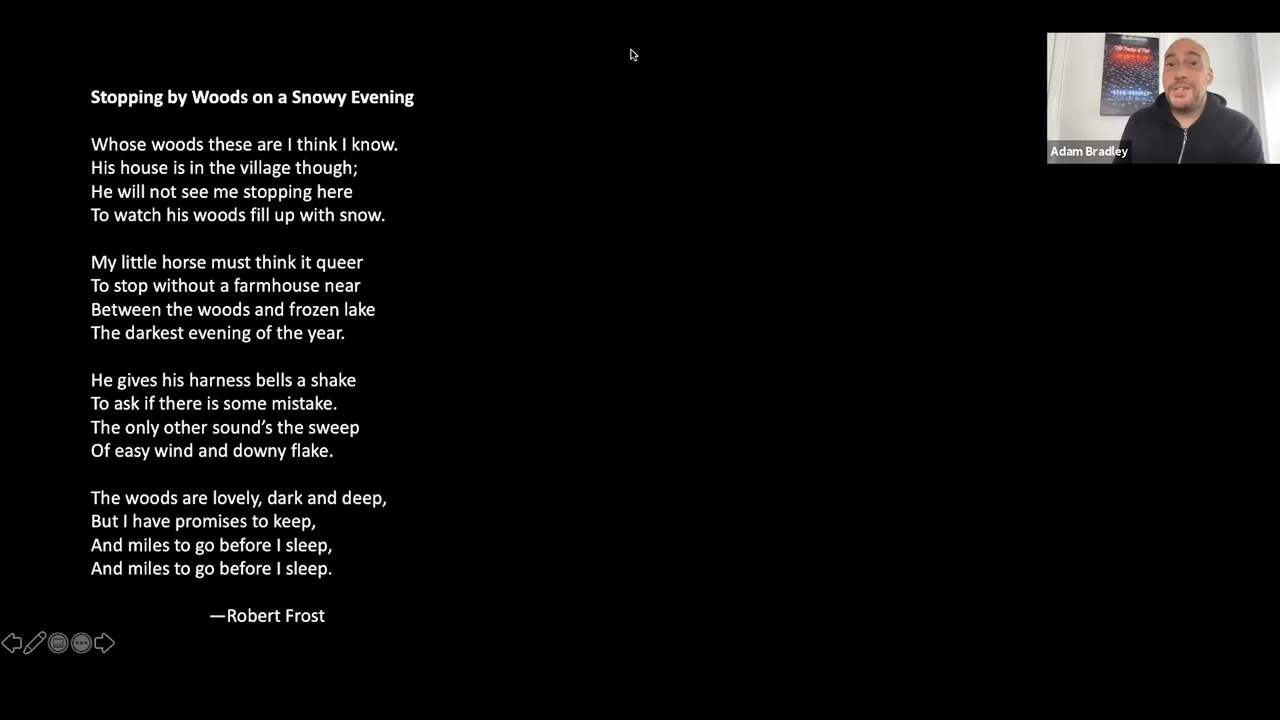 Stopping by Woods on a Snowy Evening
Whose woods these are I think I know.
His house is in the village though;
He will not see me stopping here
To watch his woods fill up with snow.
My little horse must think it queer
To stop without a farmhouse near
Between the woods and frozen lake
The darkest evening of the year.
He gives his harness bells a shake
To ask if there is some mistake.
The only other sound’s the sweep
Of easy wind and downy flake.
The woods are lovely, dark and deep,
But I have promises to keep,
And miles to go before I sleep,
And miles to go before I sleep.
—Robert Frost
Adam Bradley